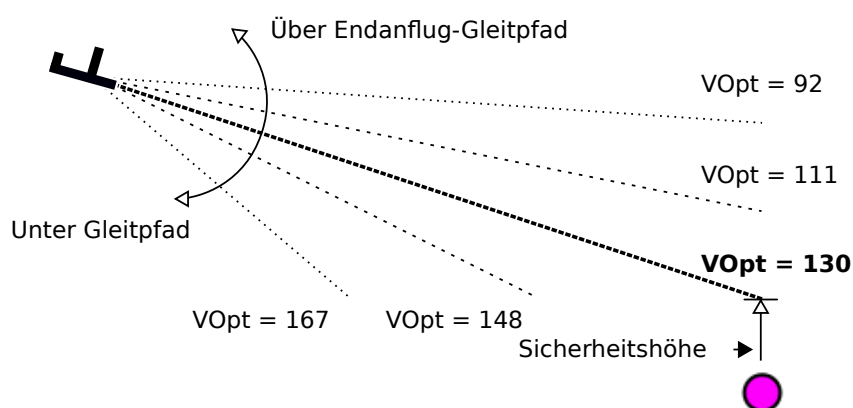 Über Endanflug-Gleitpfad
VOpt = 92
VOpt = 111
Unter Gleitpfad
VOpt = 130
VOpt = 167
VOpt = 148
Sicherheitshöhe